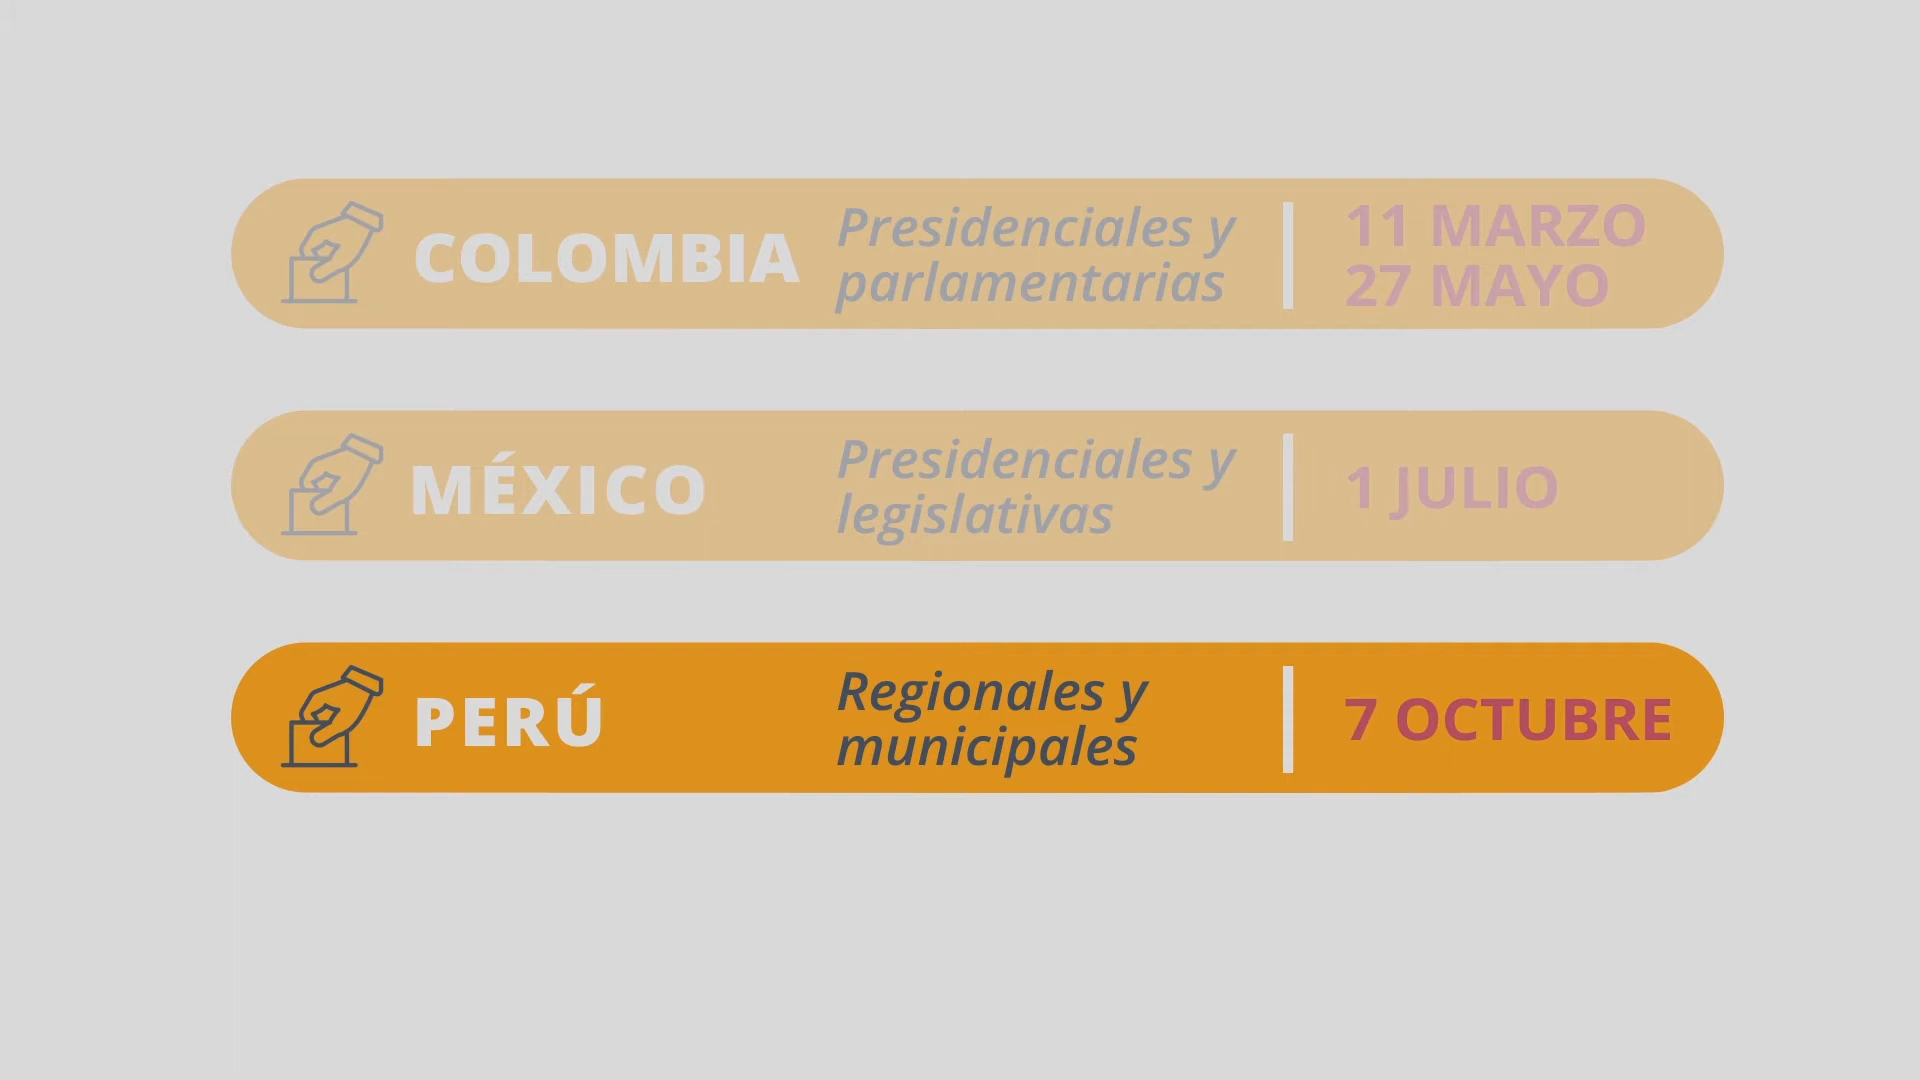 COLOMBIA
Presidenciales y
parlamentarias
11 MARZO
27 MAYO
MÉXICO
Presidenciales y
legislativas
1 JULIO
PERÚ
Regionales y
municipales
7 OCTUBRE